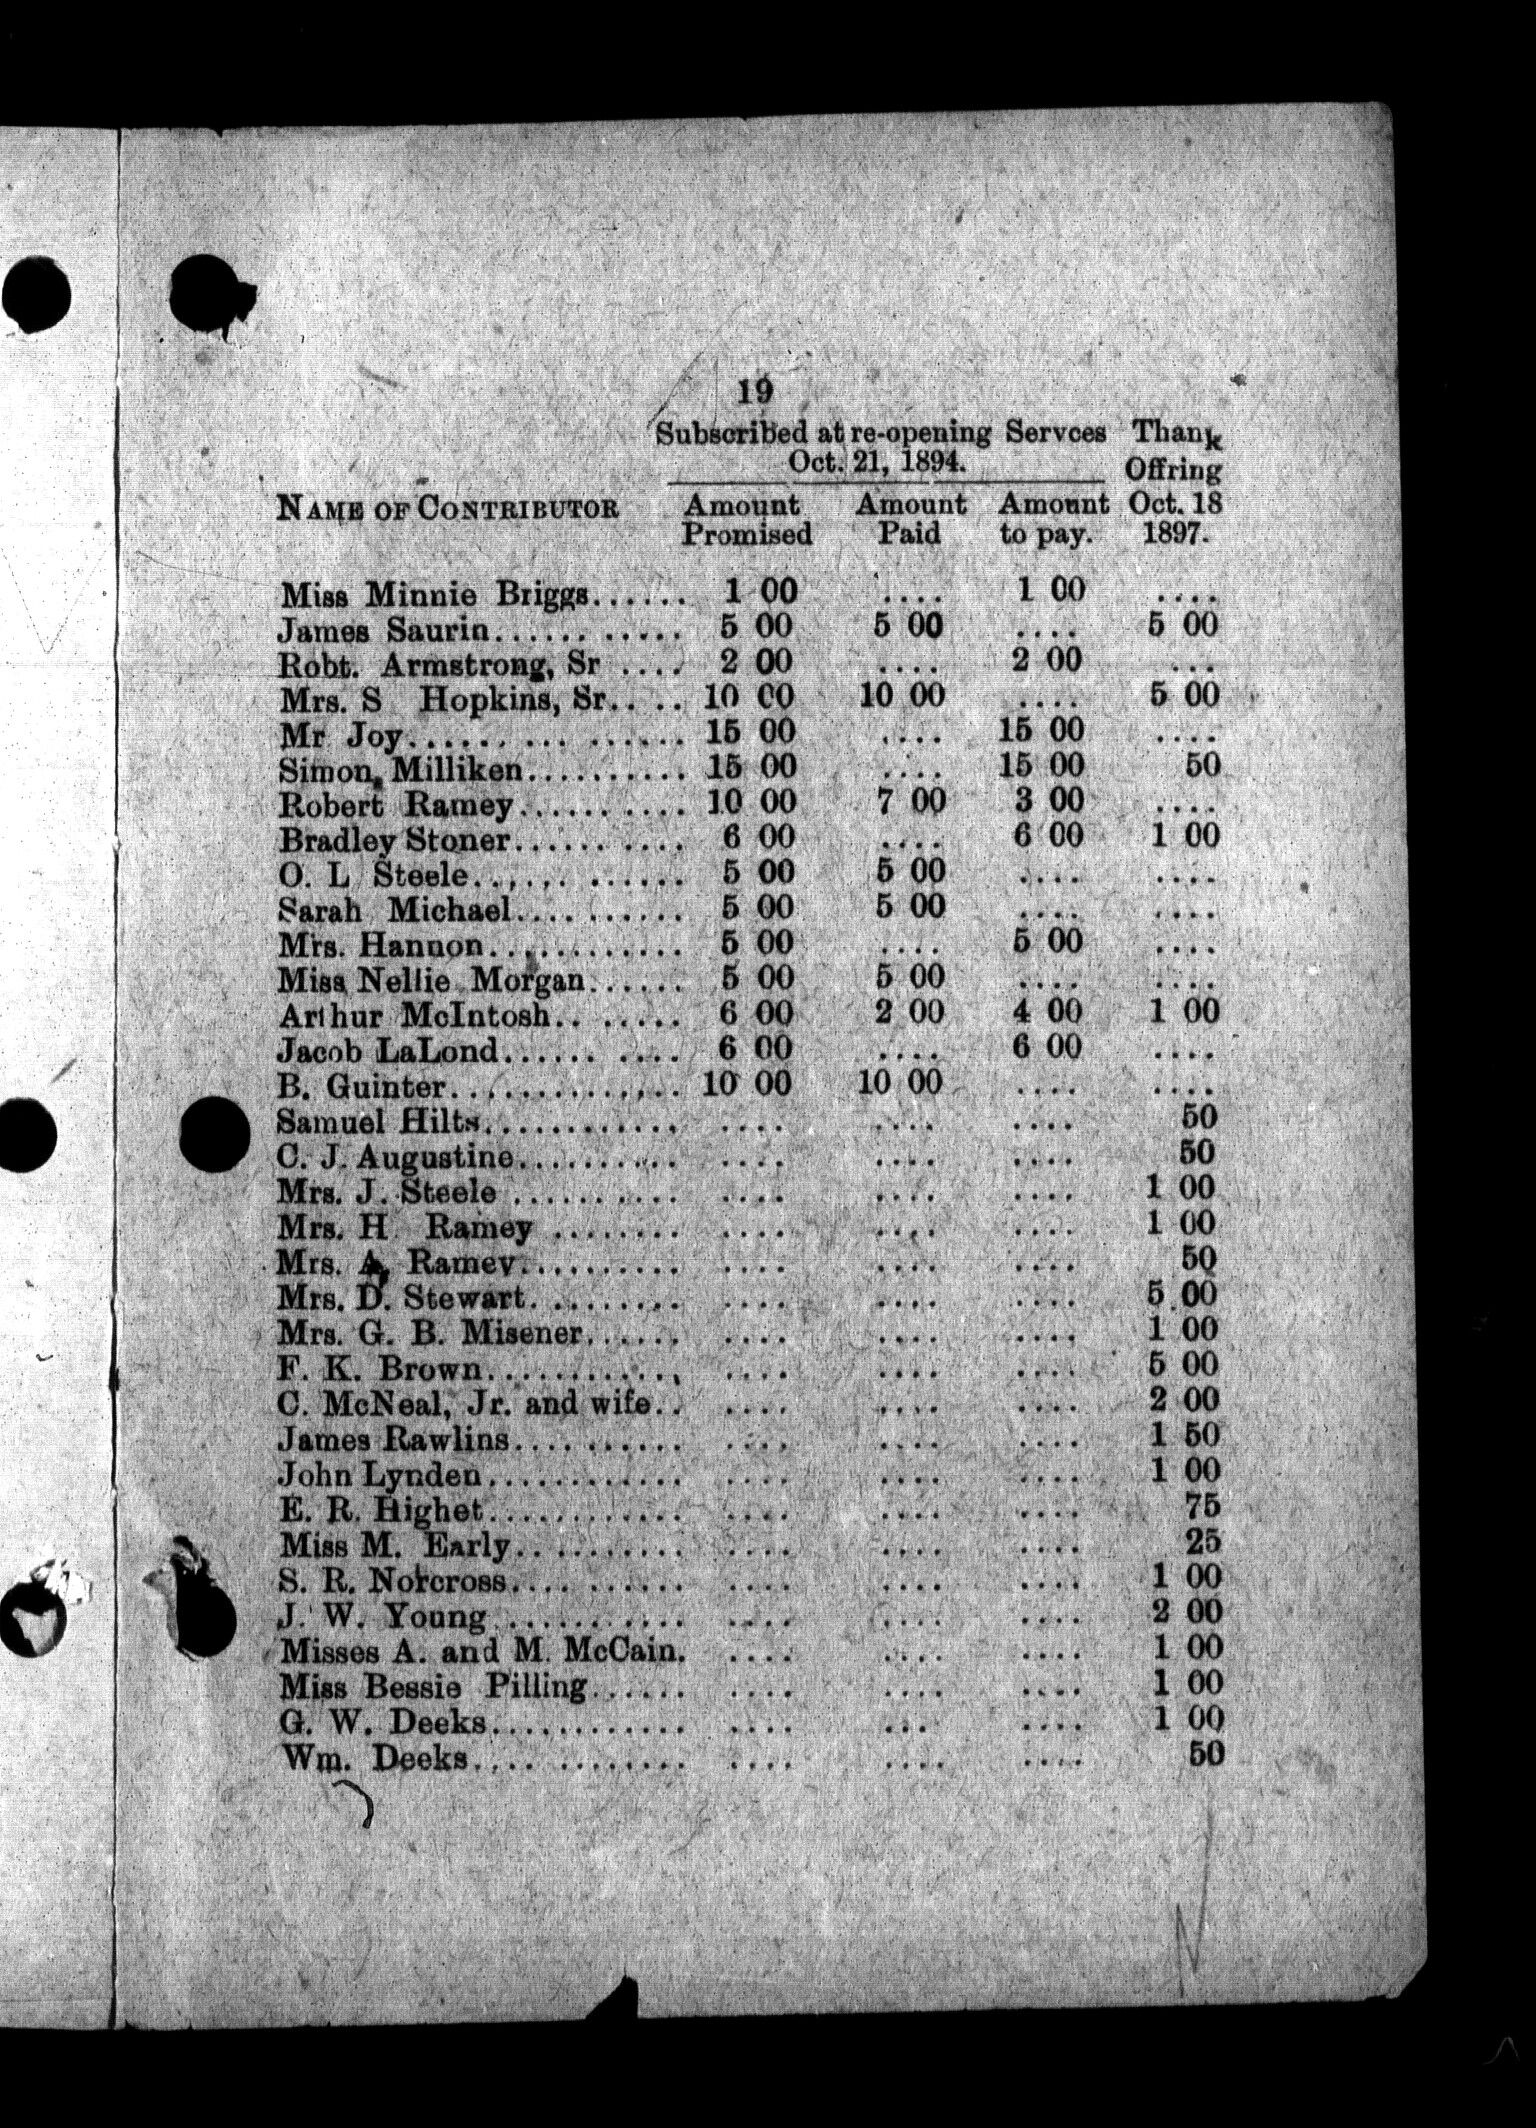 19
Subscribed at re-opening Servces Thank
Oct. 21, 1894. Offring
NAME OF CONTRIBUTOR Amount Amount Amount Oct. 18
Promised Paid to pay. 1897.
Miss Minnie Briggs...... 1 00 .... 1 00 ....
James Saurin........... 5 00 5 00 .... 5 00
Robt. Armstrong, Sr .... 2 00 .... 2 00 ...
Mrs. S Hopkins, Sr.... 10 00 10 00 .... 5 00
Mr Joy................ 15 00 .... 15 00 ....
Simon Milliken.......... 15 00 .... 15 00 50
Robert Ramey.......... 10 00 7 00 3 00 ....
Bradley Stoner.......... 6 00 .... 6 00 1 00
O. L Steele............ 5 00 5 00 .... ....
Sarah Michael.......... 5 00 5 00 .... ....
Mrs. Hannon............ 5 00 .... 5 00 ....
Miss Nellie Morgan...... 5 00 5 00 .... ....
Arthur McIntosh....... 6 00 2 00 4 00 1 00
Jacob LaLond.......... 6 00 .... 6 00 ....
B. Guinter.............. 10 00 10 00 .... ....
Samuel Hilts............ .... .... .... 50
C. J. Augustine.......... .... .... .... 50
Mrs. J. Steele .......... .... .... .... 1 00
Mrs. H Ramey ........ .... .... .... 1 00
Mrs. A. Ramey.......... .... .... .... 50
Mrs. D. Stewart......... .... .... .... 5 00
Mrs. G. B. Misener...... .... .... .... 1 00
F. K. Brown............ .... .... .... 5 00
C. McNeal, Jr. and wife.. .... .... .... 2 00
James Rawlins.......... .... .... .... 1 50
John Lynden............ .... .... .... 1 00
E. R. Highet............ .... .... .... 75
Miss M. Early.......... .... .... .... 25
S. R. Norcross.......... .... .... .... 1 00
J. W. Young........... .... .... .... 2 00
Misses A. and M. McCain. .... .... .... 1 00
Miss Bessie Pilling...... .... .... .... 1 00
G. W. Deeks............ .... ... .... 1 00
Wm. Deeks............. .... .... .... 50